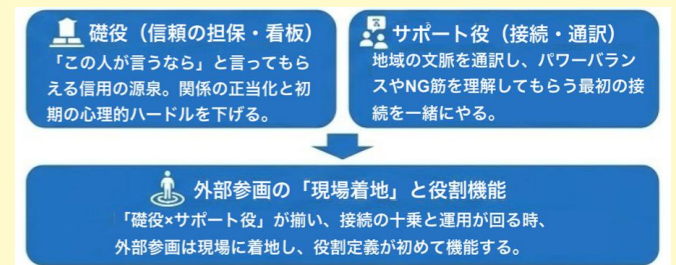 礎役（信頼の担保・看板）
「この人が言うなら」と言ってもら
える信用の源泉。関係の正当化と初
期の心理的ハードルを下げる。
サポート役（接続・通訳）
地域の文脈を通訳し、パワーバラン
スやNG筋を理解してもらう最初の接
続を一緒にやる。
外部参画の「現場着地」と役割機能
「礎役×サポート役」が揃い、接続の十乗と運用が回る時、
外部参画は現場に着地し、役割定義が初めて機能する。